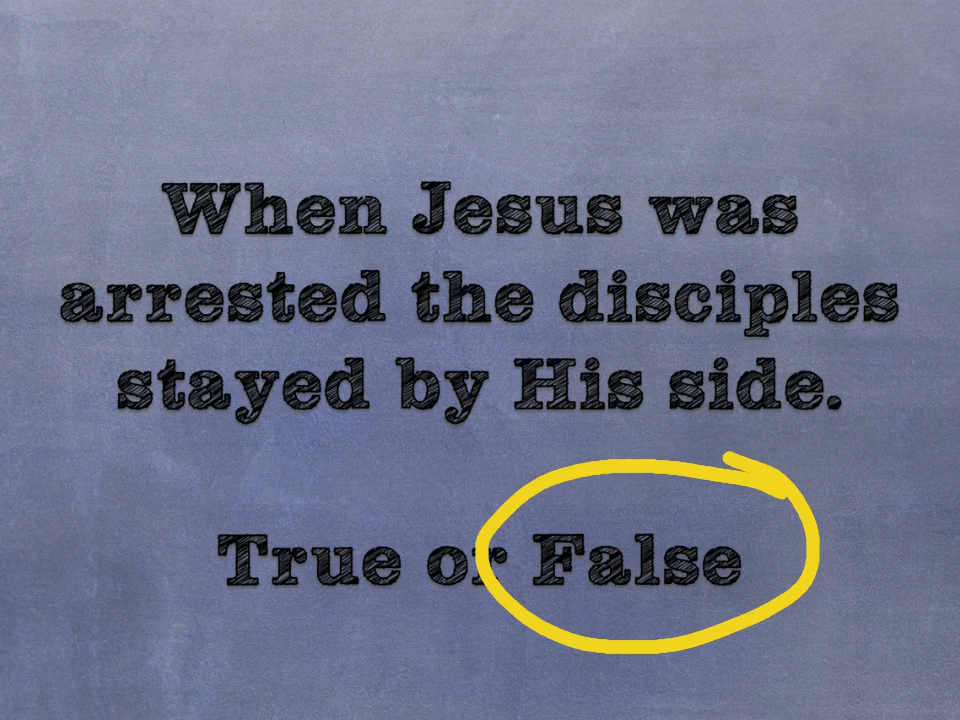 When Jesus was
arrested the disciples
stayed by His side.
True or False